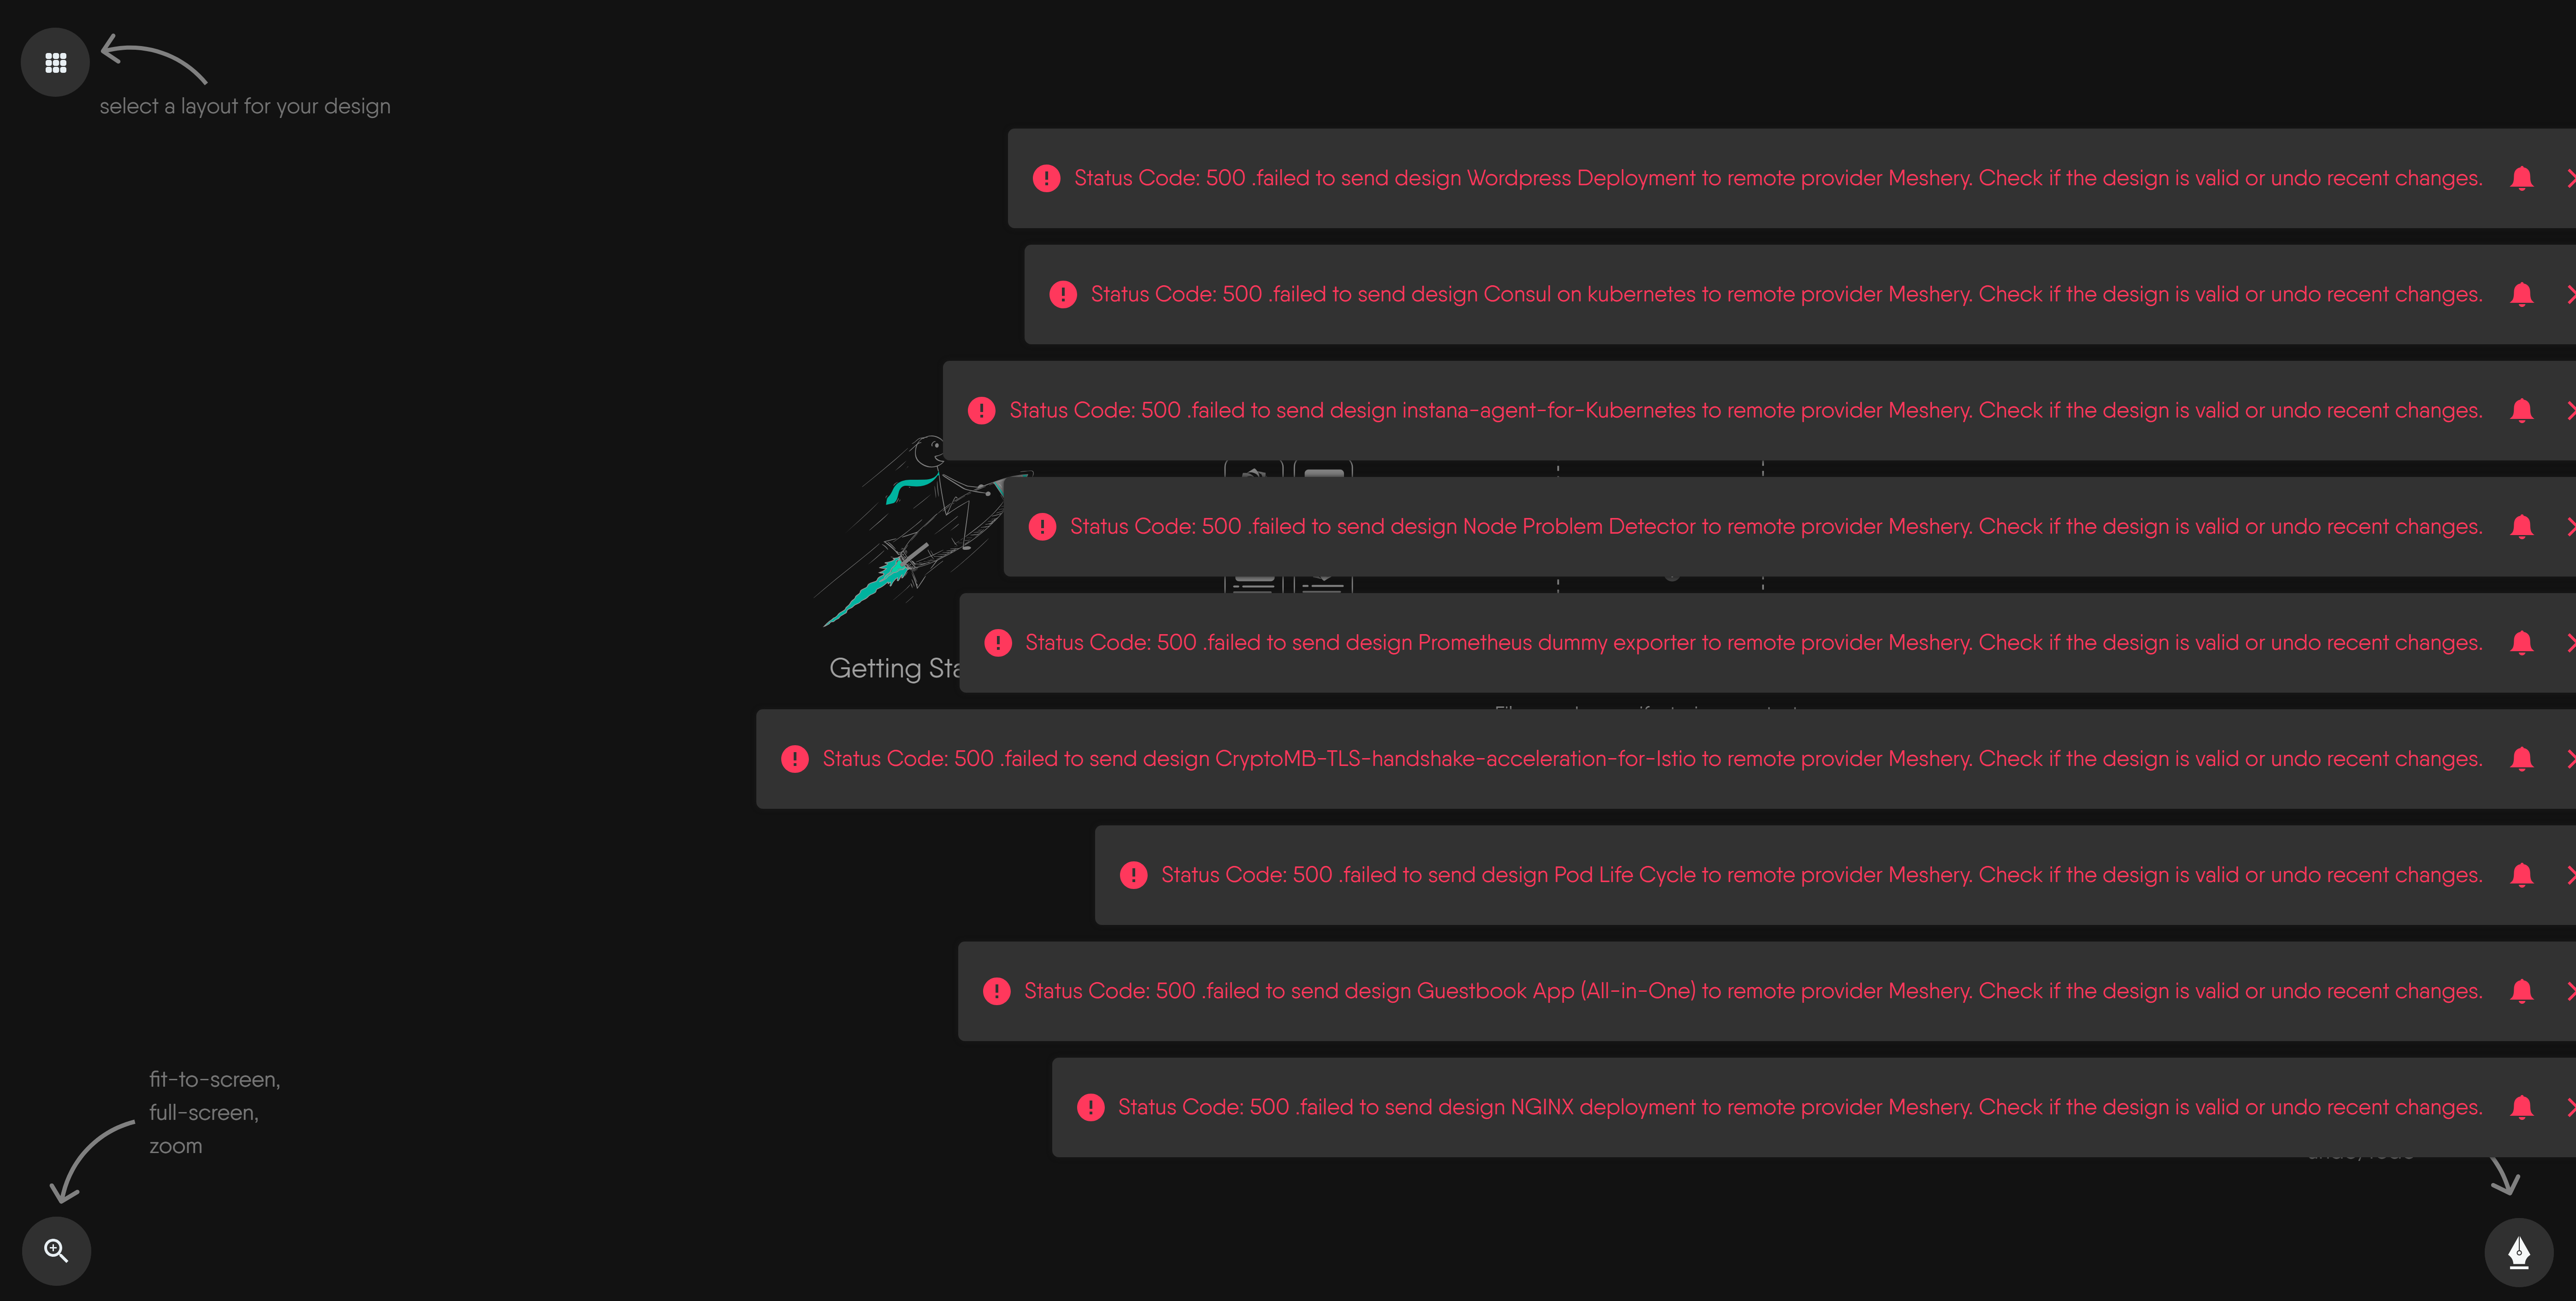 select a layout for your design
Status Code: 500 .failed to send design Wordpress Deployment to remote provider Meshery. Check if the design is valid or undo recent changes.
Status Code: 500 .failed to send design Consul on kubernetes to remote provider Meshery. Check if the design is valid or undo recent changes.
Status Code: 500 .failed to send design instana-agent-for-Kubernetes to remote provider Meshery. Check if the design is valid or undo recent changes.
Status Code: 500 .failed to send design Node Problem Detector to remote provider Meshery. Check if the design is valid or undo recent changes.
Status Code: 500 .failed to send design Prometheus dummy exporter to remote provider Meshery. Check if the design is valid or undo recent changes.
Getting
Status Code: 500 .failed to send design CryptoMB-TLS-handshake-acceleration-for-Istio to remote provider Meshery. Check if the design is valid or undo recent changes.
Status Code: 500 .failed to send design Pod Life Cycle to remote provider Meshery. Check if the design is valid or undo recent changes.
Status Code: 500 .failed to send design Guestbook App (All-in-One) to remote provider Meshery. Check if the design is valid or undo recent changes.
Status Code: 500 .failed to send design NGINX deployment to remote provider Meshery. Check if the design is valid or undo recent changes.
fit-to-screen,
full-screen,
zoom